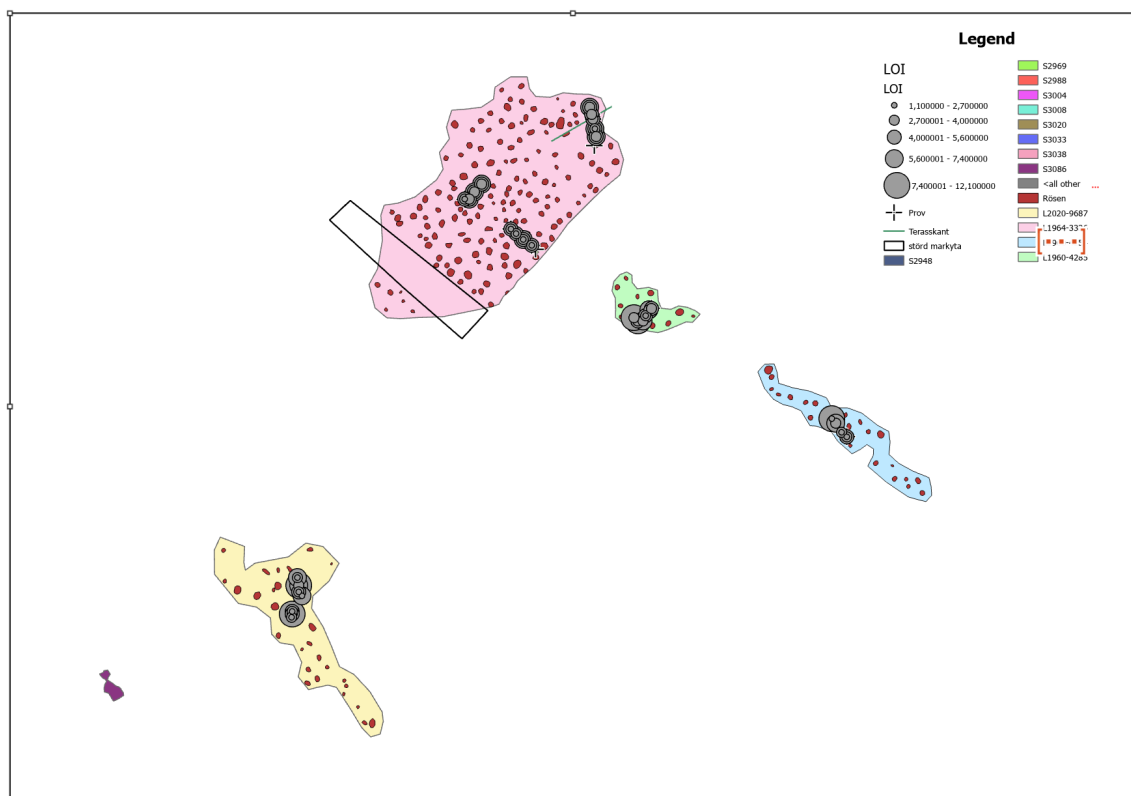 Legend
LOI
LOI
1,100000 - 2,700000
2,700001 - 4,000000
4,000001 - 5,600000
5,600001 - 7,400000
7,400001 - 12,100000
Prov
Terasskant
störd markyta
S2948
S2969
S2988
S3004
S3008
S3020
S3033
S3038
S3086
<all other ...
Rösen
L2020-9687
L1960-4285